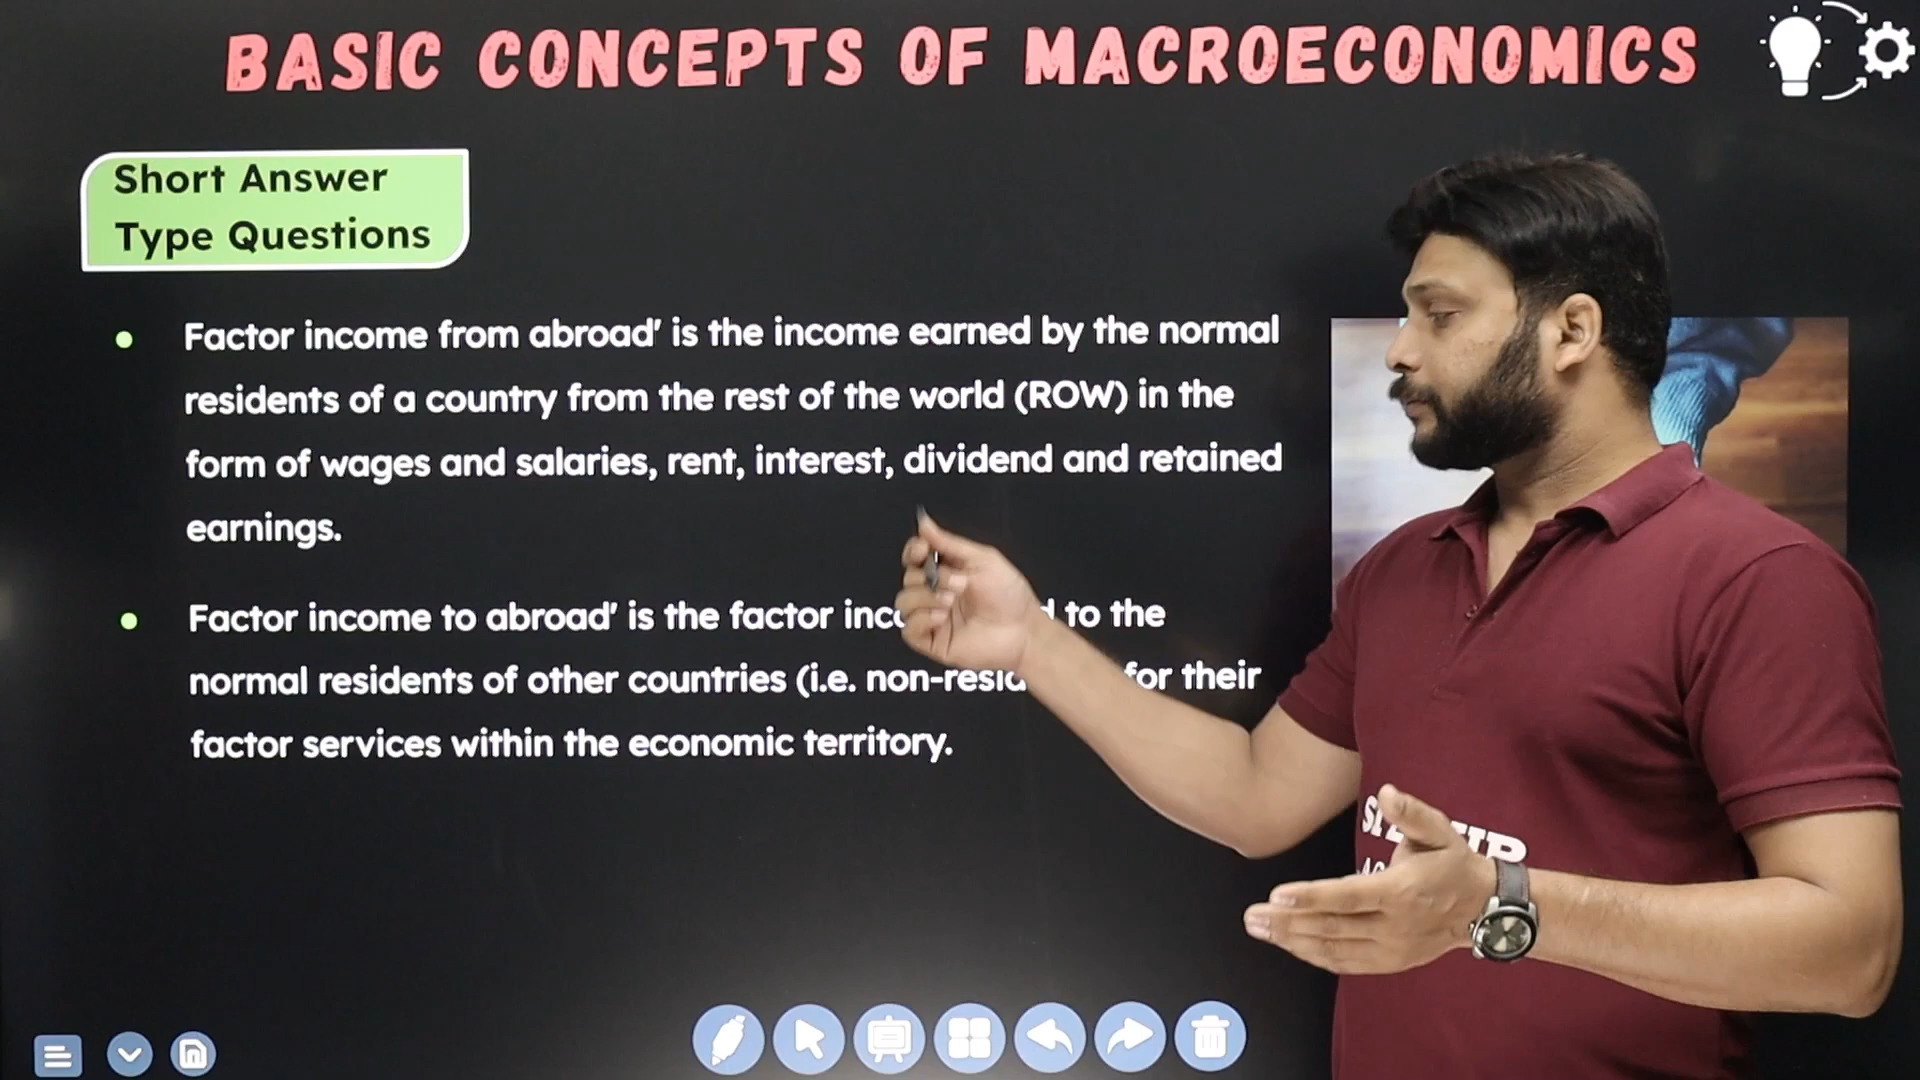 BASIC CONCEPTS OF MACROECONOMICS
Short Answer
Type Questions
Factor income from abroad' is the income earned by the normal
residents of a country from the rest of the world (ROW) in the
form of wages and salaries, rent, interest, dividend and retained
earnings.
Factor income to abroad' is the factor to the
normal residents of other countries (i.e. for their
factor services within the economic territory.